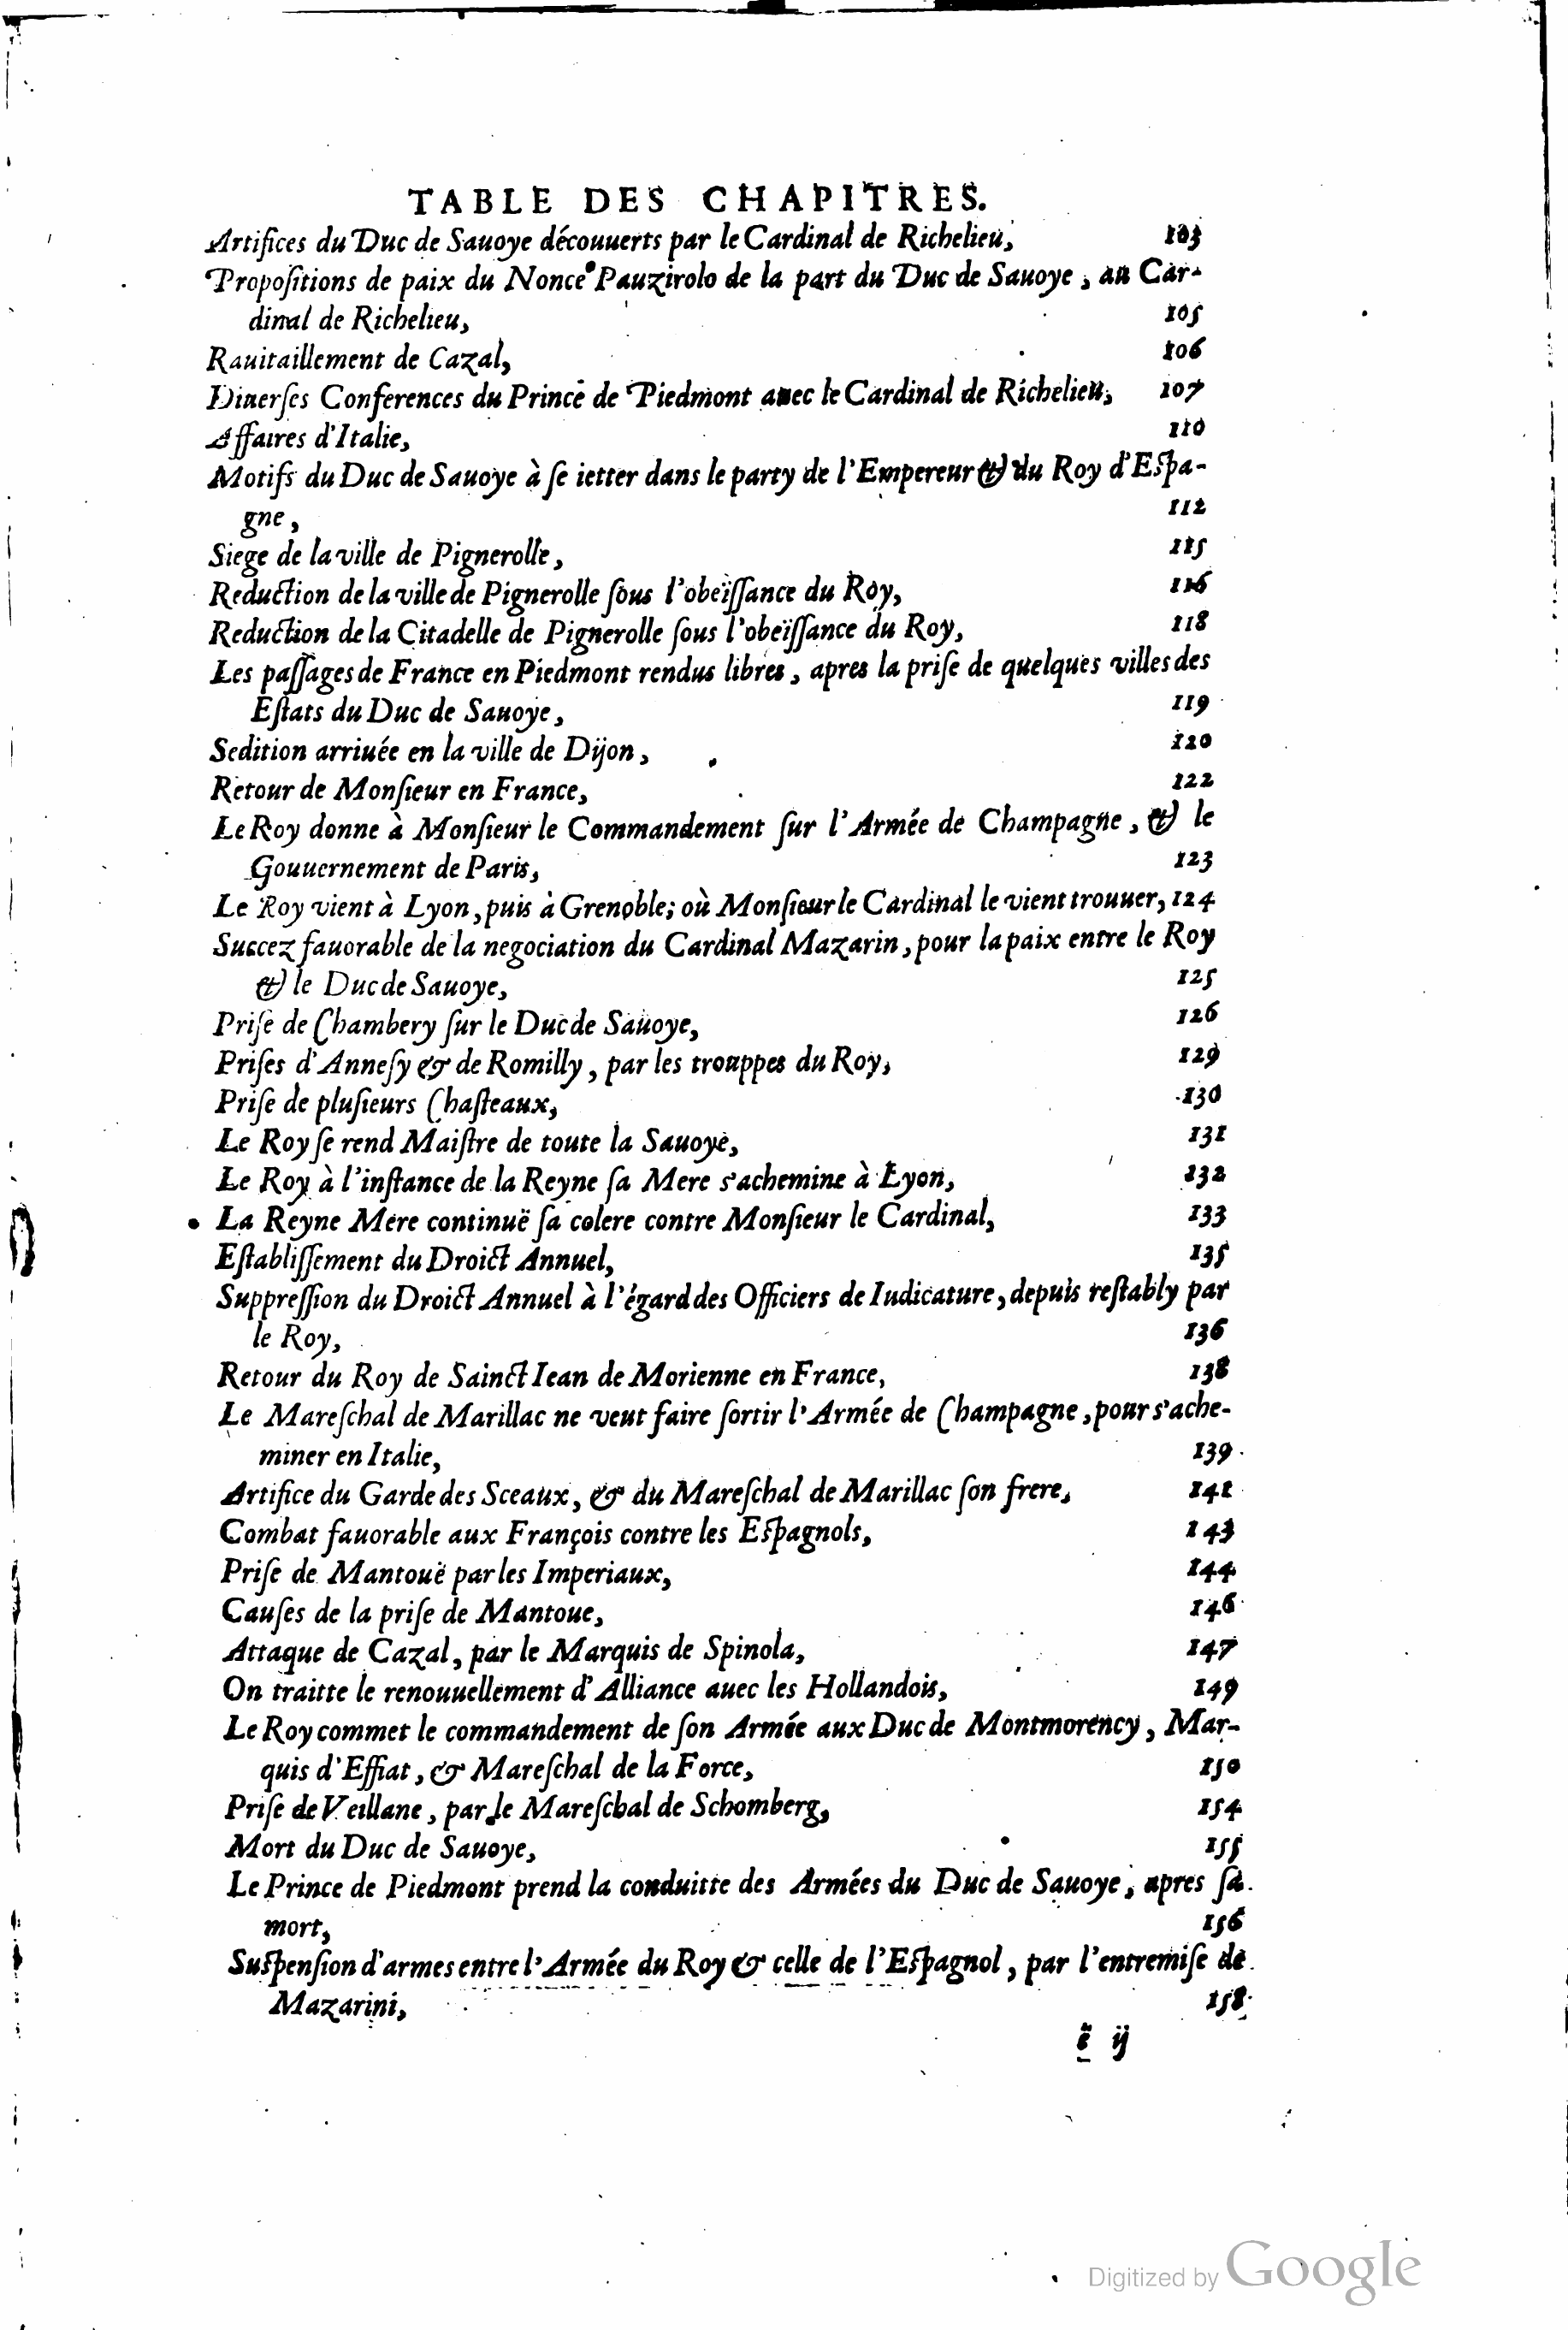 TABLE DES CHAPITRES.
Artifices du Duc de Sauoye découuerts par le Cardinal de Richelieu, 103
Propoſitions de paix du Nonce Pauzirolo de la part du Duc de Sauoye, au Car-
dinal de Richelieu, 105
Rauitaillement de Cazal, 106
Diuerſes Conferences du Prince de Piedmont auec le Cardinal de Richelieu, 107
Affaires d'Italie, 110
Motifs du Duc de Sauoye à ſe ietter dans le party de l'Empereur & du Roy d'Eſpa-
gne, 112
Siege de la ville de Pignerolle, 115
Reduction de la ville de Pignerolle ſous l'obeïſſance du Roy, 116
Reduction de la Citadelle de Pignerolle ſous l'obeïſſance du Roy, 118
Les paſſages de France en Piedmont rendus libres, apres la priſe de quelques villes des
Eſtats du Duc de Sauoye, 119
Sedition arriuée en la ville de Dijon, 120
Retour de Monſieur en France, 122
Le Roy donne à Monſieur le Commandement ſur l'Armée de Champagne, & le
Gouuernement de Paris, 123
Le Roy vient à Lyon, puis à Grenoble; où Monſieur le Cardinal le vient trouuer, 124
Succez fauorable de la negociation du Cardinal Mazarin, pour la paix entre le Roy
& le Duc de Sauoye, 125
Priſe de Chambery ſur le Duc de Sauoye, 126
Priſes d'Anneſy & de Romilly, par les trouppes du Roy, 129
Priſe de pluſieurs Chaſteaux, 130
Le Roy ſe rend Maiſtre de toute la Sauoye, 131
Le Roy à l'inſtance de la Reyne ſa Mere s'achemine à Lyon, 132
La Reyne Mere continuë ſa colere contre Monſieur le Cardinal, 133
Eſtabliſſement du Droict Annuel, 135
Suppreſſion du Droict Annuel à l'égard des Officiers de Iudicature, depuis reſtably par
le Roy, 136
Retour du Roy de Sainct Iean de Morienne en France, 138
Le Mareſchal de Marillac ne veut faire ſortir l'Armée de Champagne, pour s'ache-
miner en Italie, 139
Artifice du Garde des Sceaux, & du Mareſchal de Marillac ſon frere, 141
Combat fauorable aux François contre les Eſpagnols, 143
Priſe de Mantouë par les Imperiaux, 144
Cauſes de la priſe de Mantoue, 146
Attaque de Cazal, par le Marquis de Spinola, 147
On traitte le renouuellement d'Alliance auec les Hollandois, 149
Le Roy commet le commandement de ſon Armée aux Duc de Montmorency, Mar-
quis d'Effiat, & Mareſchal de la Force, 150
Priſe de Veillane, par le Mareſchal de Schomberg, 154
Mort du Duc de Sauoye, 155
Le Prince de Piedmont prend la conduitte des Armées du Duc de Sauoye, apres ſa
mort, 156
Suſpenſion d'armes entre l'Armée du Roy & celle de l'Eſpagnol, par l'entremiſe de
Mazarini, 158
ë ij
Digitized by Google